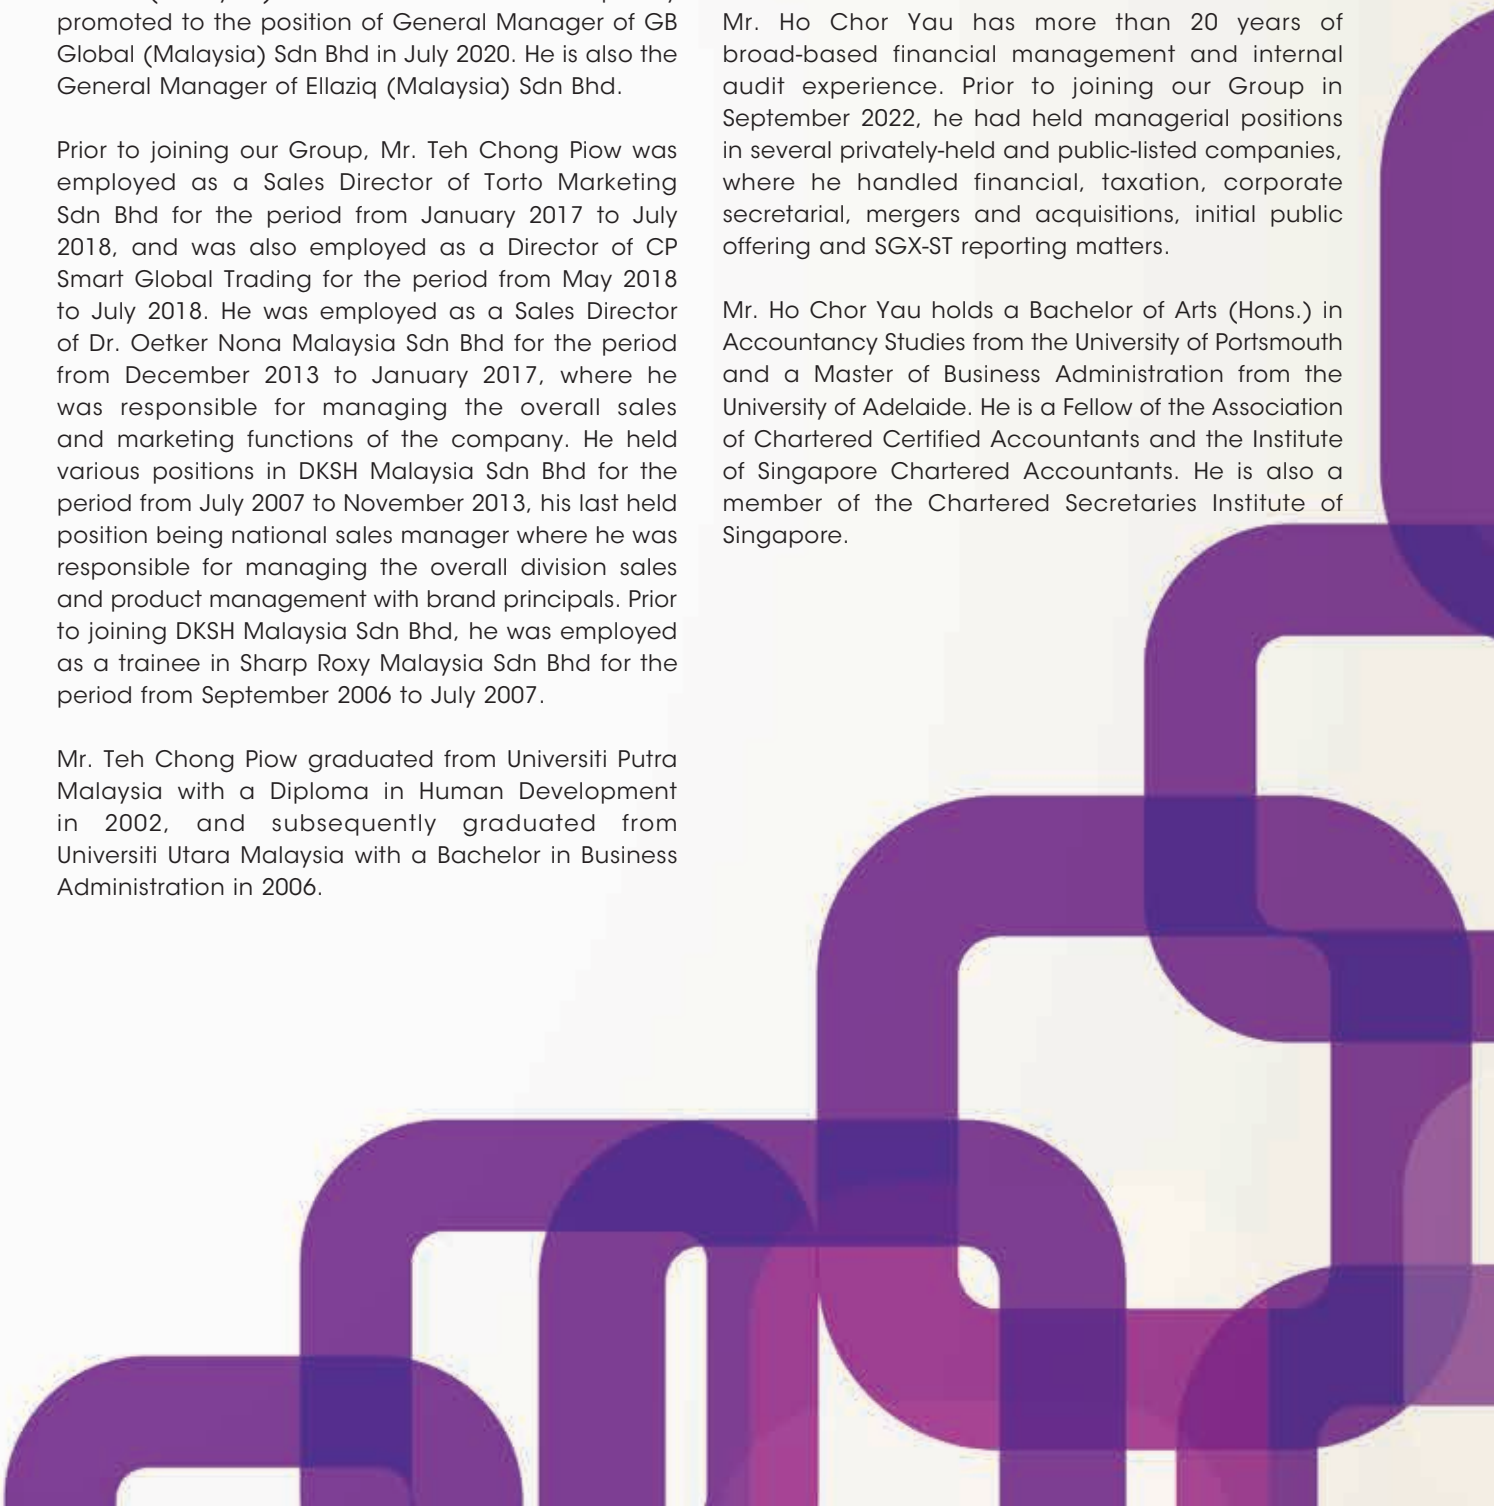 promoted to the position of General Manager of GB
Global (Malaysia) Sdn Bhd in July 2020. He is also the
General Manager of Ellaziq (Malaysia) Sdn Bhd.
Prior to joining our Group, Mr. Teh Chong Piow was
employed as a Sales Director of Torto Marketing
Sdn Bhd for the period from January 2017 to July
2018, and was also employed as a Director of CP
Smart Global Trading for the period from May 2018
to July 2018. He was employed as a Sales Director
of Dr. Oetker Nona Malaysia Sdn Bhd for the period
from December 2013 to January 2017, where he
was responsible for managing the overall sales
and marketing functions of the company. He held
various positions in DKSH Malaysia Sdn Bhd for the
period from July 2007 to November 2013, his last held
position being national sales manager where he was
responsible for managing the overall division sales
and product management with brand principals. Prior
to joining DKSH Malaysia Sdn Bhd, he was employed
as a trainee in Sharp Roxy Malaysia Sdn Bhd for the
period from September 2006 to July 2007.
Mr. Teh Chong Piow graduated from Universiti Putra
Malaysia with a Diploma in Human Development
in 2002, and subsequently graduated from
Universiti Utara Malaysia with a Bachelor in Business
Administration in 2006.
Mr. Ho Chor Yau has more than 20 years of
broad-based financial management and internal
audit experience. Prior to joining our Group in
September 2022, he had held managerial positions
in several privately-held and public-listed companies,
where he handled financial, taxation, corporate
secretarial, mergers and acquisitions, initial public
offering and SGX-ST reporting matters.
Mr. Ho Chor Yau holds a Bachelor of Arts (Hons.) in
Accountancy Studies from the University of Portsmouth
and a Master of Business Administration from the
University of Adelaide. He is a Fellow of the Association
of Chartered Certified Accountants and the Institute
of Singapore Chartered Accountants. He is also a
member of the Chartered Secretaries Institute of
Singapore.